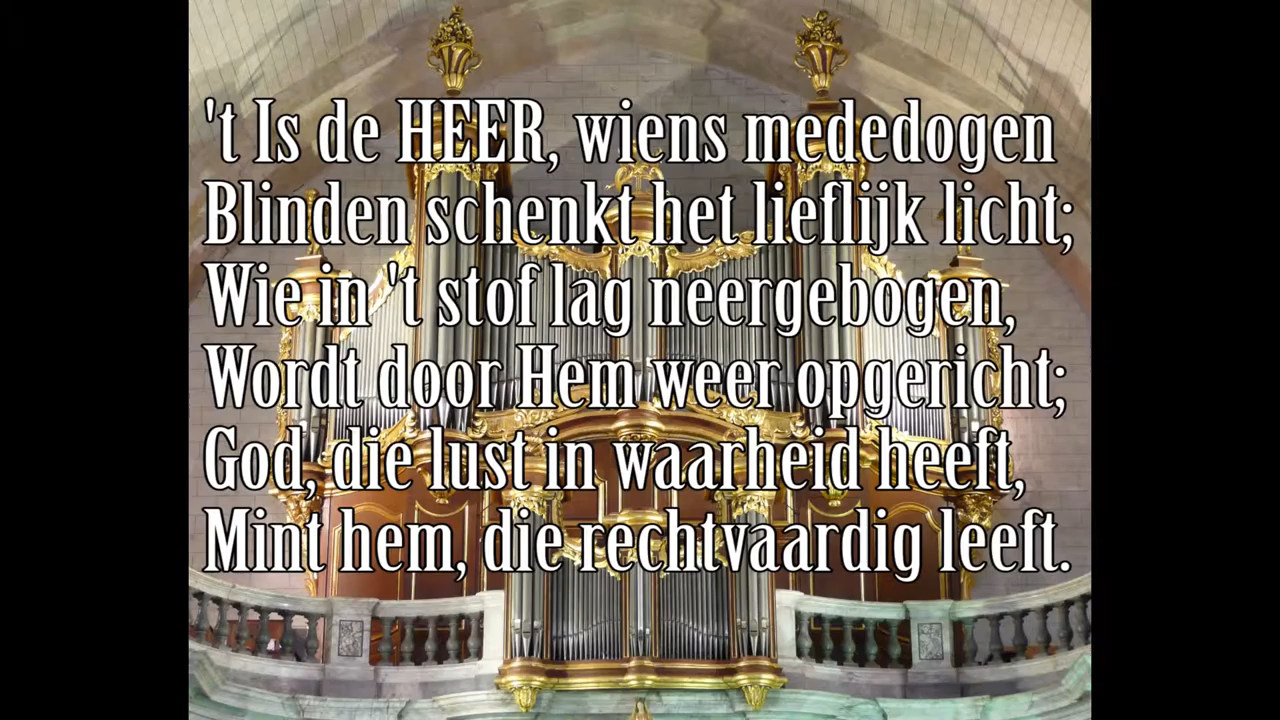 't Is de HEER, wiens mededogen
Blinden schenkt het lieflijk licht;
Wie in 't stof lag neergebogen,
Wordt door Hem weer opgericht;
God, die lust in waarheid heeft,
Mint hem, die rechtvaardig leeft.